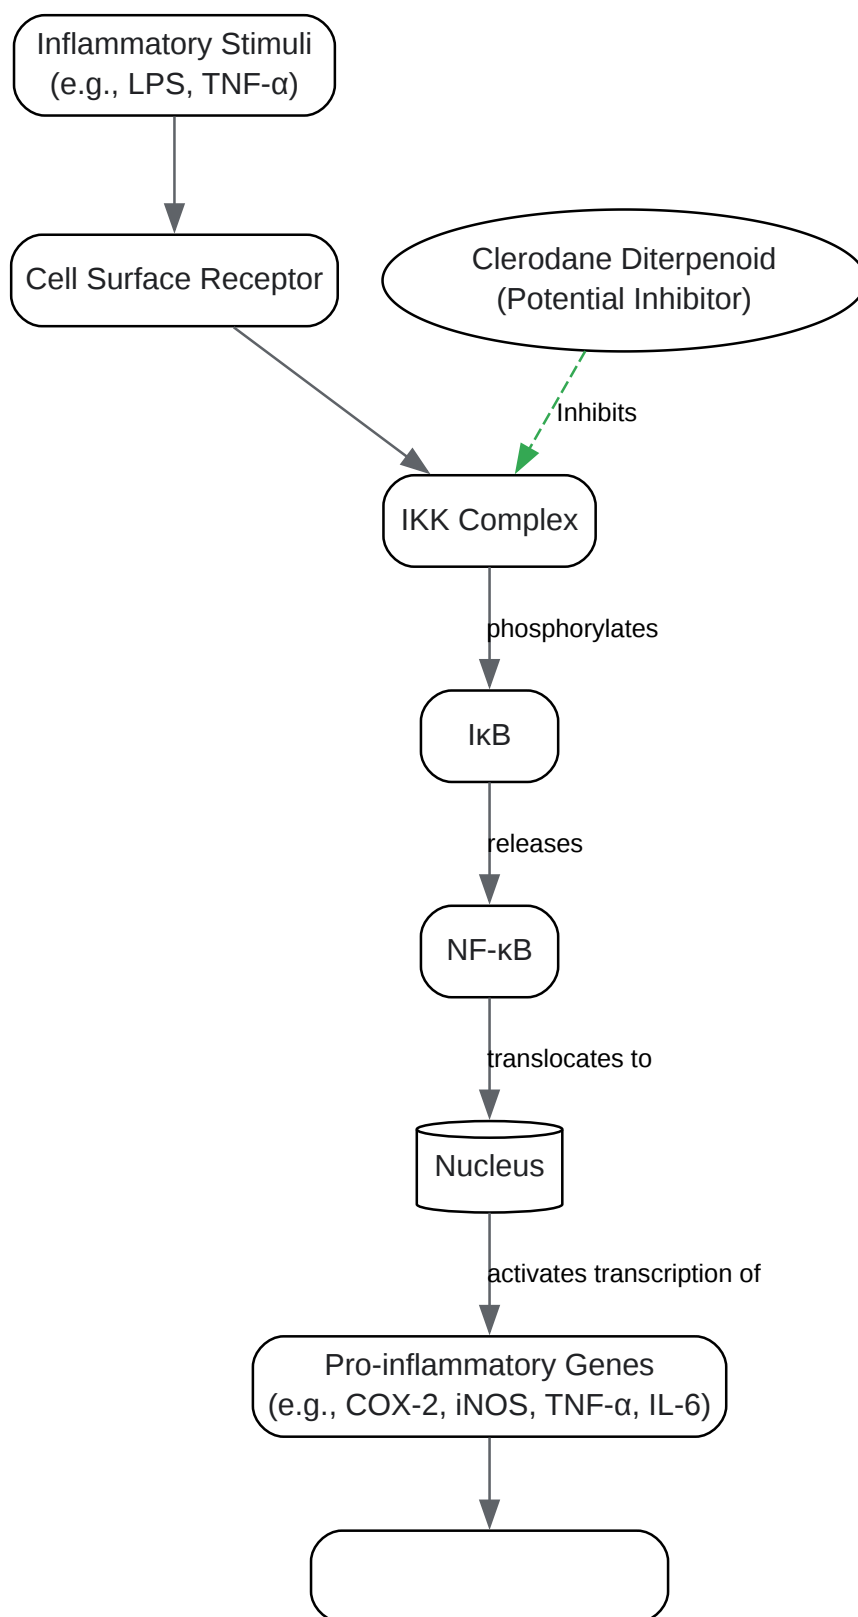 Inflammatory Stimuli
(e.g., LPS, TNF-α)
Cell Surface Receptor
Clerodane Diterpenoid
(Potential Inhibitor)
Inhibits
IKK Complex
phosphorylates
IκB
releases
NF-κB
translocates to
Nucleus
activates transcription of
Pro-inflammatory Genes
(e.g., COX-2, iNOS, TNF-α, IL-6)